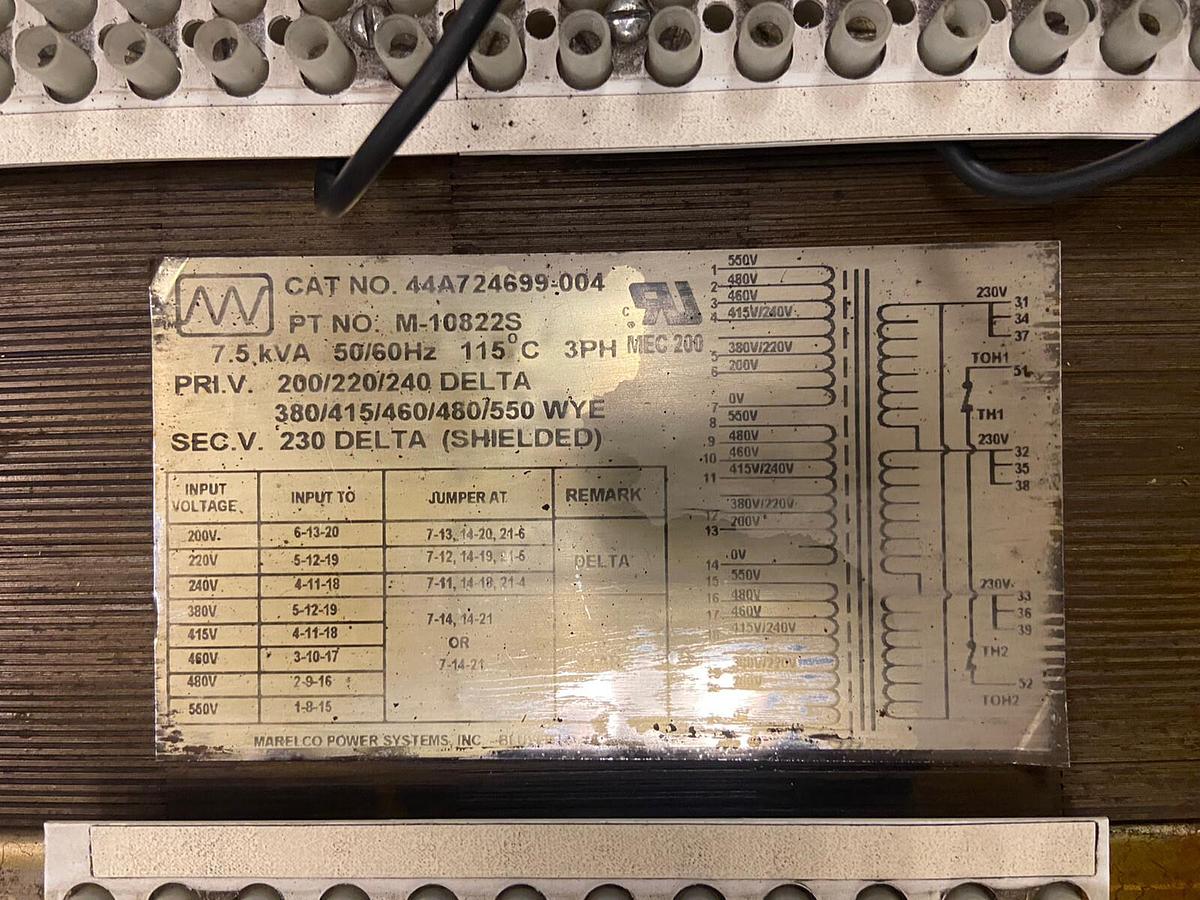 CAT NO. 44A724699-004
PT NO: M-10822S
7.5 kVA 50/60Hz 115°C 3PH
PRI.V. 200/220/240 DELTA
380/415/460/480/550 WYE
SEC.V. 230 DELTA (SHIELDED)
C RU ®
MEC 200
INPUT VOLTAGE INPUT TO JUMPER AT REMARK
200V. 6-13-20 7-13, 14-20, 21-6
220V 5-12-19 7-12, 14-19, 21-5
DELTA
240V 4-11-18 7-11, 14-18, 21-4
380V 5-12-19
7-14, 14-21
415V 4-11-18
OR
460V 3-10-17
7-14-21
480V 2-9-16
550V 1-8-15
MARELCO POWER SYSTEMS, INC
1 550V
2 480V
3 460V
4 415V/240V
5 380V/220V
6 200V
7 0V
8 550V
9 480V
10 460V
11 415V/240V
12 380V/220V
13 200V
14 0V
15 550V
16 480V
17 460V
415V/240V
380V/220V
230V 31
34
37
TOH1 51
TH1
230V 32
35
38
230V 33
36
39
TH2
52
TOH2